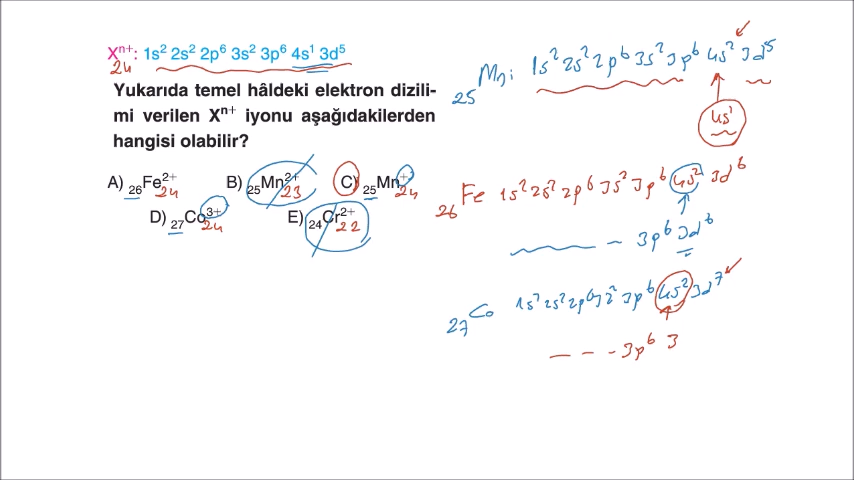 Xⁿ⁺: 1s² 2s² 2p⁶ 3s² 3p⁶ 4s¹ 3d⁵
24
Yukarıda temel hâldeki elektron dizili-
mi verilen Xⁿ⁺ iyonu aşağıdakilerden
hangisi olabilir?
A) ₂₆Fe²⁺ B) ₂₅Mn²⁺ C) ₂₅Mn⁺
24 23 24
D) ₂₇Co³⁺ E) ₂₄Cr²⁺
24 22
₂₅Mn: 1s² 2s² 2p⁶ 3s² 3p⁶ 4s² 3d⁵
4s¹
₂₆Fe 1s² 2s² 2p⁶ 3s² 3p⁶ 4s² 3d⁶
3p⁶ 3d⁶
₂₇Co 1s² 2s² 2p⁶ 3s² 3p⁶ 4s² 3d⁷
- - - 3p⁶ 3